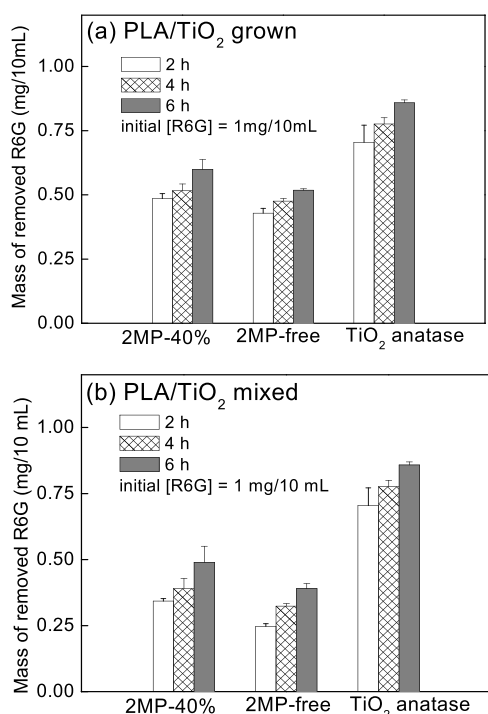 (a) PLA/TiO₂ grown
2 h
4 h
6 h
initial [R6G] = 1mg/10mL
Mass of removed R6G (mg/10mL)
1.00
0.75
0.50
0.25
0.00
2MP-40% 2MP-free TiO₂ anatase
(b) PLA/TiO₂ mixed
2 h
4 h
6 h
initial [R6G] = 1 mg/10 mL
Mass of removed R6G (mg/10 mL)
1.00
0.75
0.50
0.25
0.00
2MP-40% 2MP-free TiO₂ anatase